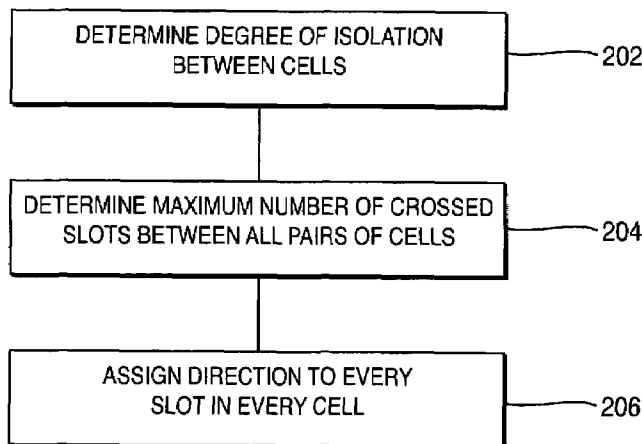 DETERMINE DEGREE OF ISOLATION
BETWEEN CELLS
202
DETERMINE MAXIMUM NUMBER OF CROSSED
SLOTS BETWEEN ALL PAIRS OF CELLS
204
ASSIGN DIRECTION TO EVERY
SLOT IN EVERY CELL
206